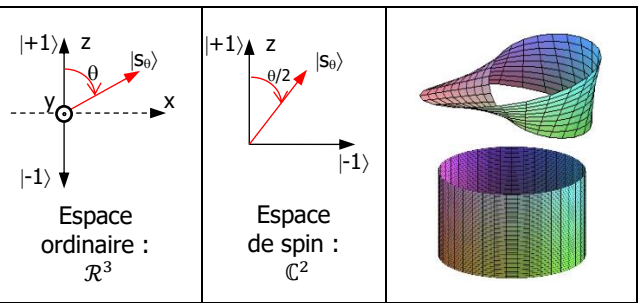 |+1⟩ z
θ |s_θ⟩
y x
|-1⟩
Espace
ordinaire :
ℛ³
|+1⟩ z
θ/2 |s_θ⟩
|-1⟩
Espace
de spin :
ℂ²